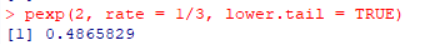 > pexp(2, rate = 1/3, lower.tail = TRUE)
[1] 0.4865829